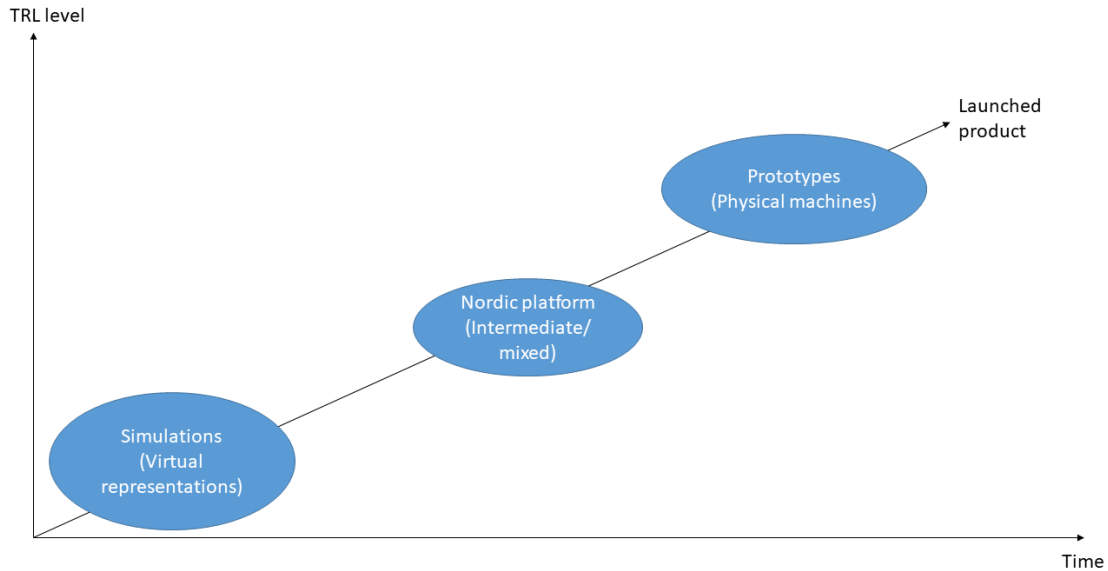 TRL level
Launched
product
Prototypes
(Physical machines)
Nordic platform
(Intermediate/
mixed)
Simulations
(Virtual
representations)
Time